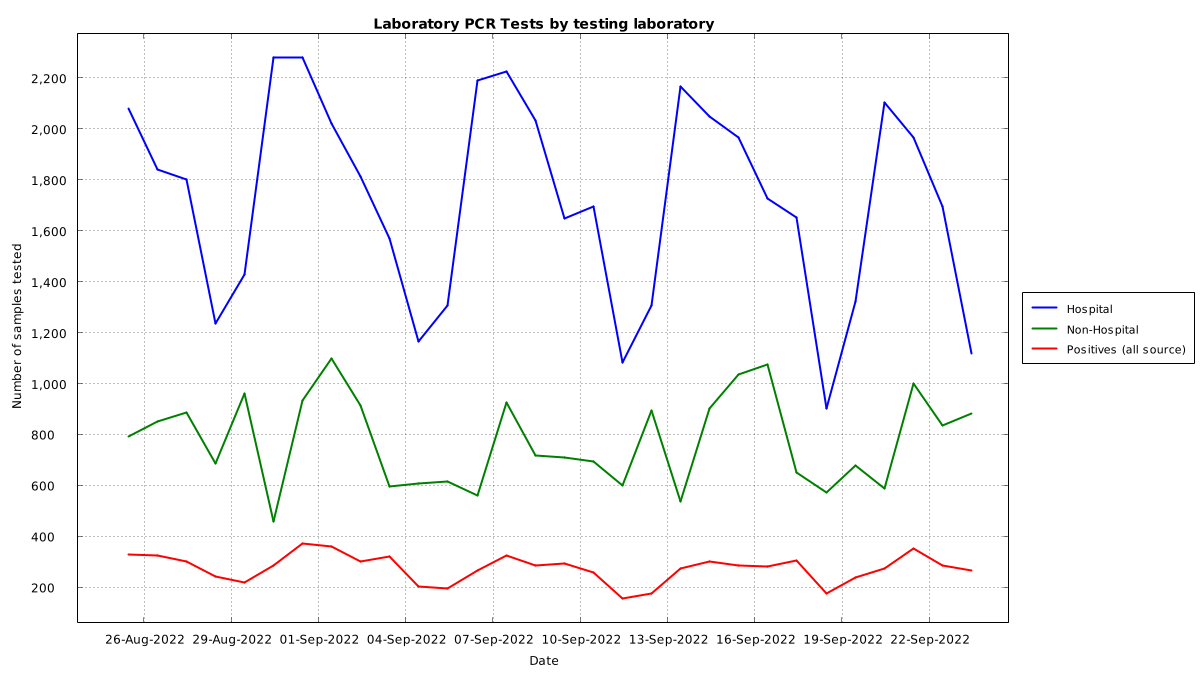 Laboratory PCR Tests by testing laboratory
2,200
2,000
1,800
1,600
1,400
1,200
1,000
800
600
400
200
Number of samples tested
26-Aug-2022 29-Aug-2022 01-Sep-2022 04-Sep-2022 07-Sep-2022 10-Sep-2022 13-Sep-2022 16-Sep-2022 19-Sep-2022 22-Sep-2022
Date
Hospital
Non-Hospital
Positives (all source)